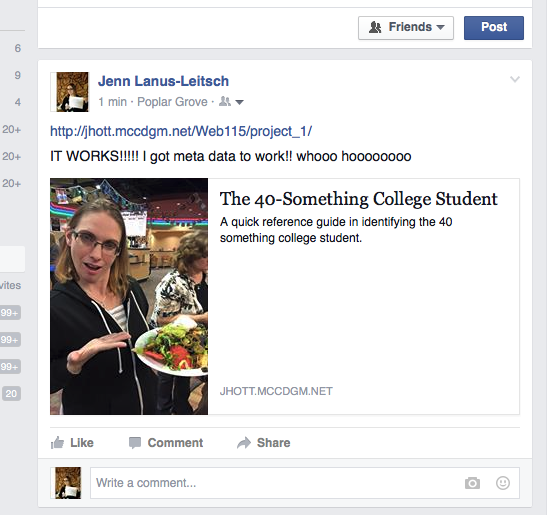 Friends
Post
6
9
4
20+
20+
20+
vites
99+
99+
99+
20
Jenn Lanus-Leitsch
1 min · Poplar Grove ·
http://jhott.mccdgm.net/Web115/project_1/
IT WORKS!!!!! I got meta data to work!! whooo hoooooooo
The 40-Something College Student
A quick reference guide in identifying the 40
something college student.
JHOTT.MCCDGM.NET
Like
Comment
Share
Write a comment...